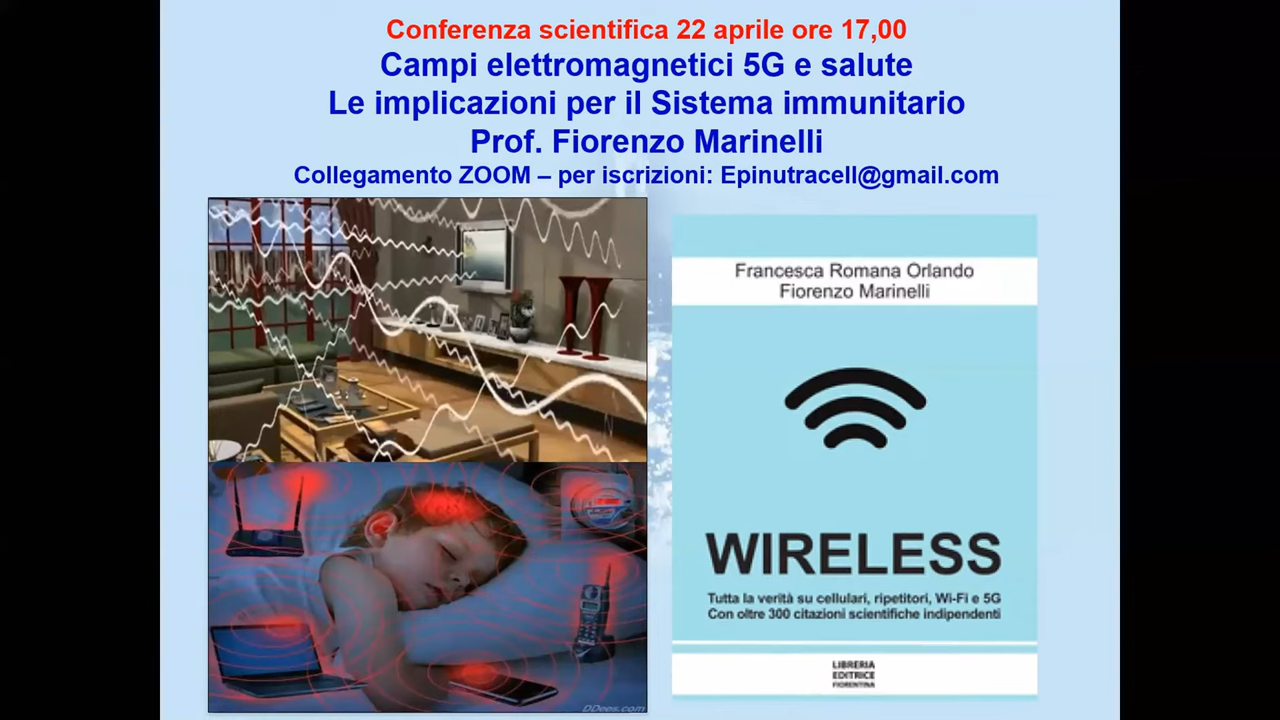 Conferenza scientifica 22 aprile ore 17,00
Campi elettromagnetici 5G e salute
Le implicazioni per il Sistema immunitario
Prof. Fiorenzo Marinelli
Collegamento ZOOM – per iscrizioni: Epinutracell@gmail.com
Francesca Romana Orlando
Fiorenzo Marinelli
WIRELESS
Tutta la verità su cellulari, ripetitori, Wi-Fi e 5G
Con oltre 300 citazioni scientifiche indipendenti
LIBRERIA
EDITRICE
FIORENTINA
DDees.com